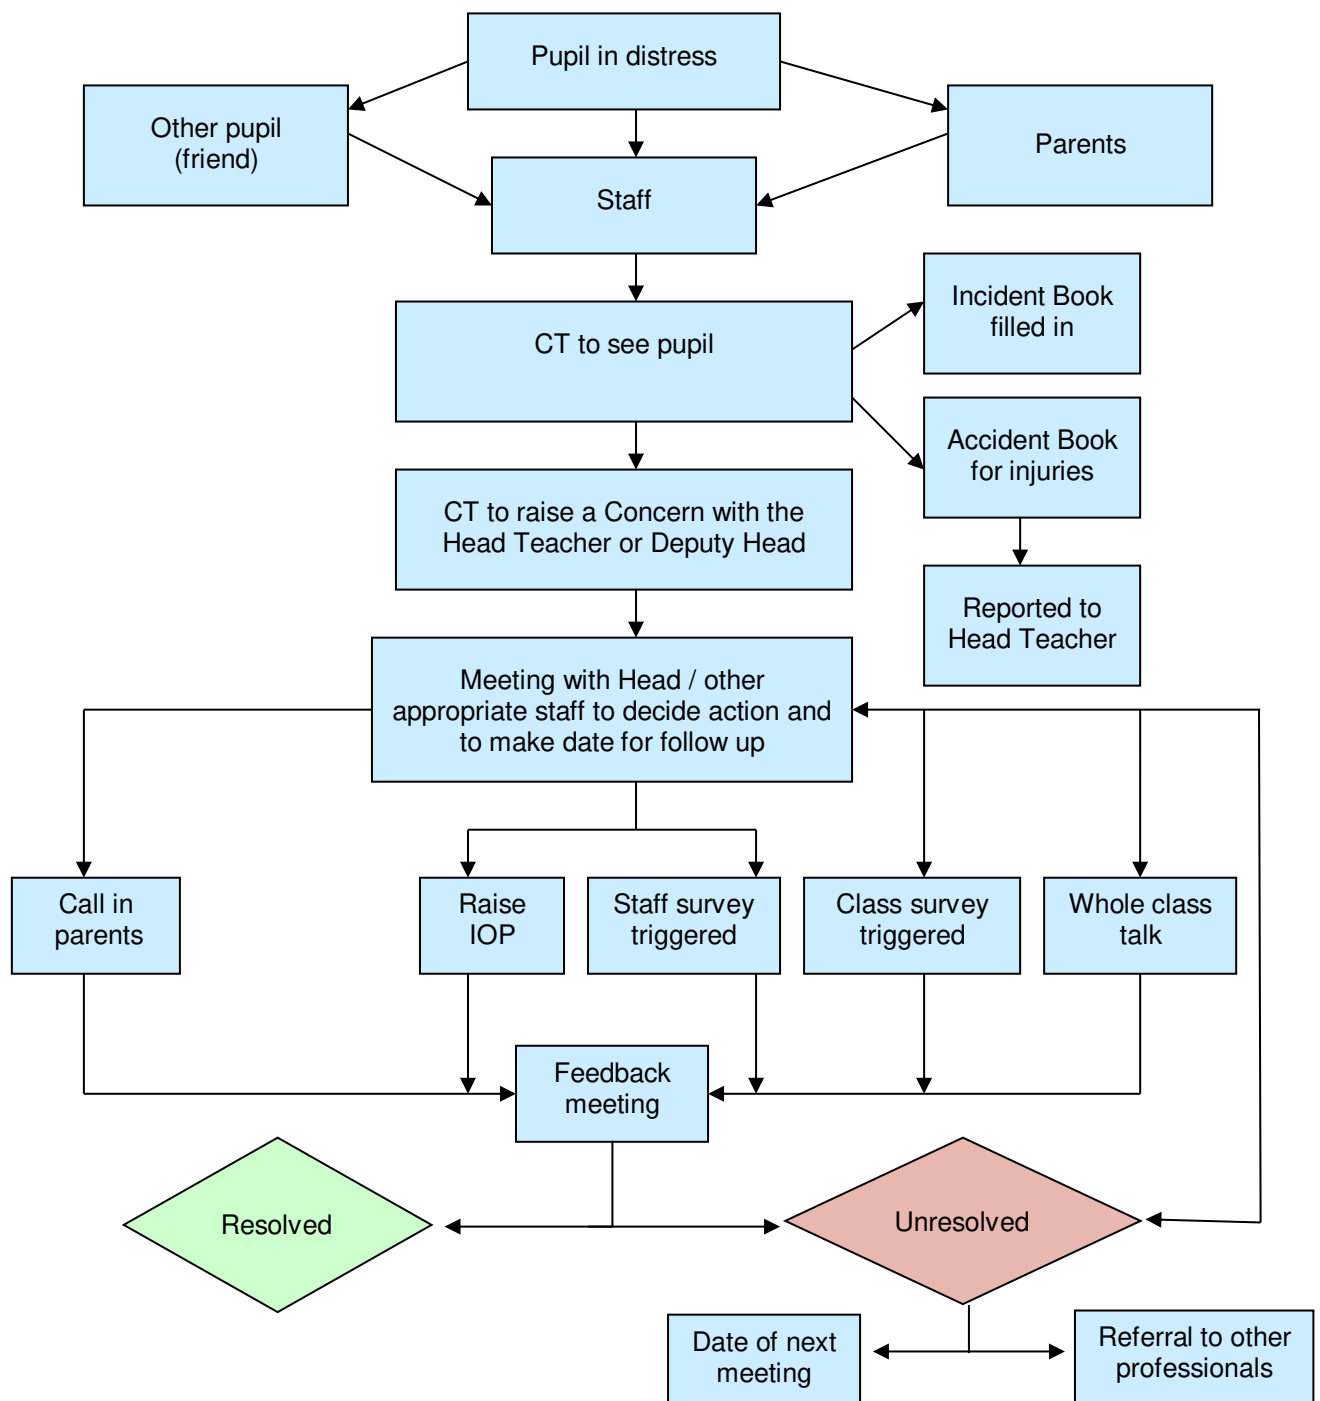 Pupil in distress
Other pupil
(friend)
Parents
Staff
Incident Book
filled in
CT to see pupil
Accident Book
for injuries
CT to raise a Concern with the
Head Teacher or Deputy Head
Reported to
Head Teacher
Meeting with Head / other
appropriate staff to decide action and
to make date for follow up
Call in
parents
Raise
IOP
Staff survey
triggered
Class survey
triggered
Whole class
talk
Feedback
meeting
Resolved
Unresolved
Date of next
meeting
Referral to other
professionals